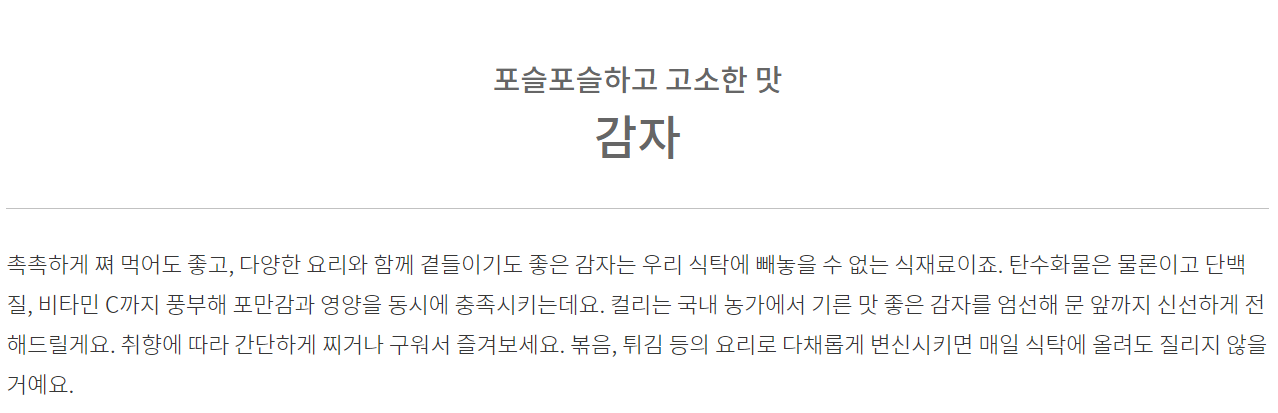 포슬포슬하고 고소한 맛
감자
촉촉하게 쪄 먹어도 좋고, 다양한 요리와 함께 곁들이기도 좋은 감자는 우리 식탁에 빼놓을 수 없는 식재료이죠. 탄수화물은 물론이고 단백
질, 비타민 C까지 풍부해 포만감과 영양을 동시에 충족시키는데요. 컬리는 국내 농가에서 기른 맛 좋은 감자를 엄선해 문 앞까지 신선하게 전
해드릴게요. 취향에 따라 간단하게 찌거나 구워서 즐겨보세요. 볶음, 튀김 등의 요리로 다채롭게 변신시키면 매일 식탁에 올려도 질리지 않을
거예요.